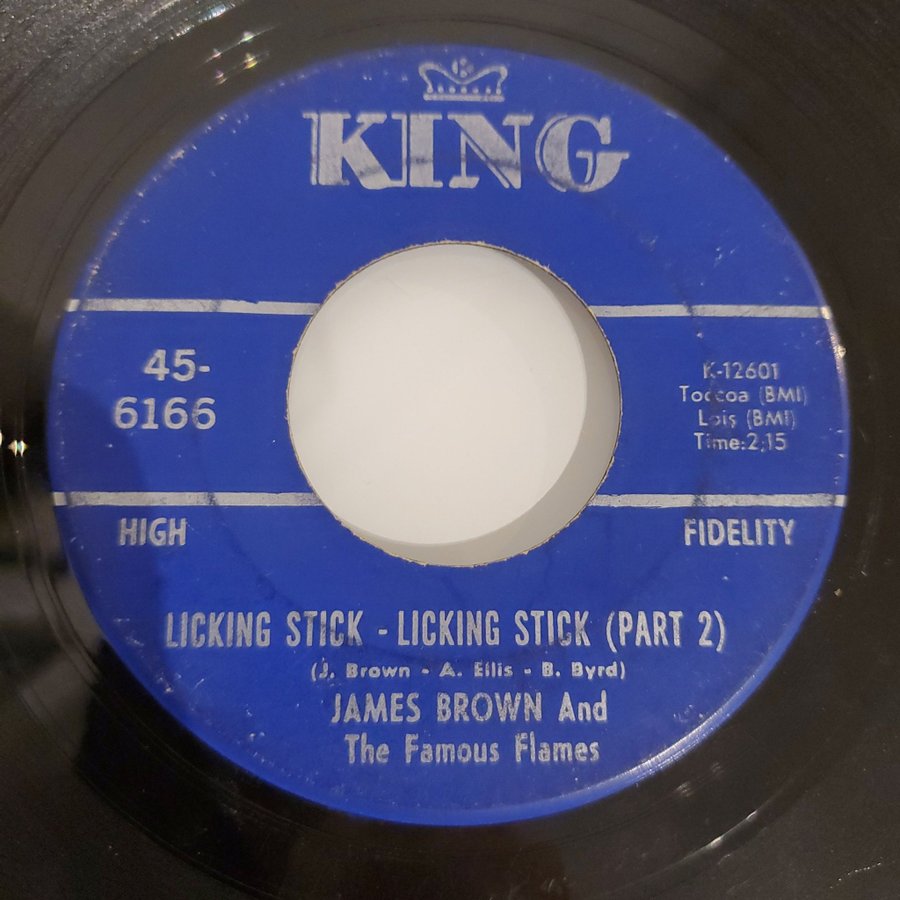 KING
45-
6166
K-12601
Toccoa (BMI)
Lois (BMI)
Time:2;15
HIGH
FIDELITY
LICKING STICK - LICKING STICK (PART 2)
(J. Brown - A. Ellis - B. Byrd)
JAMES BROWN And
The Famous Flames